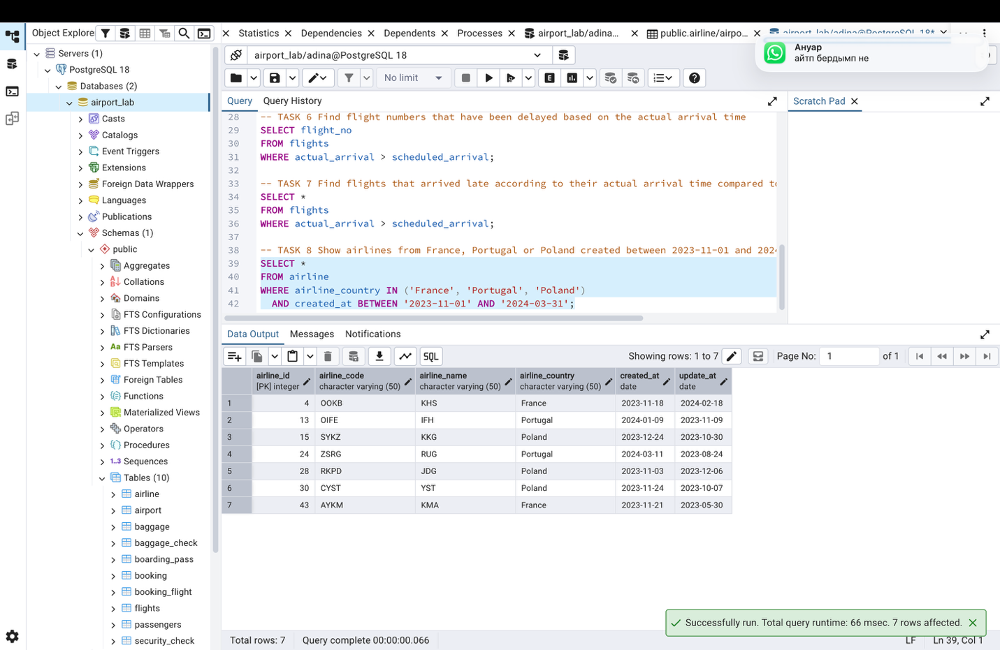 Object Explore
Statistics
Dependencies
Dependents
Processes
airport_lab/adina...
public.airline/airpo...
airport_lab/adina@PostgreSQL 18*
Ануар
айтп бердымп не
Servers (1)
PostgreSQL 18
Databases (2)
airport_lab
Casts
Catalogs
Event Triggers
Extensions
Foreign Data Wrappers
Languages
Publications
Schemas (1)
public
Aggregates
Collations
Domains
FTS Configurations
FTS Dictionaries
Aa FTS Parsers
FTS Templates
Foreign Tables
Functions
Materialized Views
Operators
Procedures
1..3 Sequences
Tables (10)
airline
airport
baggage
baggage_check
boarding_pass
booking
booking_flight
flights
passengers
security_check
airport_lab/adina@PostgreSQL 18
No limit
E
Query
Query History
Scratch Pad
28 -- TASK 6 Find flight numbers that have been delayed based on the actual arrival time
29 SELECT flight_no
30 FROM flights
31 WHERE actual_arrival > scheduled_arrival;
32
33 -- TASK 7 Find flights that arrived late according to their actual arrival time compared to
34 SELECT *
35 FROM flights
36 WHERE actual_arrival > scheduled_arrival;
37
38 -- TASK 8 Show airlines from France, Portugal or Poland created between 2023-11-01 and 2024
39 SELECT *
40 FROM airline
41 WHERE airline_country IN ('France', 'Portugal', 'Poland')
42 AND created_at BETWEEN '2023-11-01' AND '2024-03-31';
Data Output
Messages
Notifications
SQL
Showing rows: 1 to 7
Page No: 1 of 1
airline_id [PK] integer
airline_code character varying (50)
airline_name character varying (50)
airline_country character varying (50)
created_at date
update_at date
1 4 OOKB KHS France 2023-11-18 2024-02-18
2 13 OIFE IFH Portugal 2024-01-09 2023-11-09
3 15 SYKZ KKG Poland 2023-12-24 2023-10-30
4 24 ZSRG RUG Portugal 2024-03-11 2023-08-24
5 28 RKPD JDG Poland 2023-11-03 2023-12-06
6 30 CYST YST Poland 2023-11-24 2023-10-07
7 43 AYKM KMA France 2023-11-21 2023-05-30
Successfully run. Total query runtime: 66 msec. 7 rows affected.
Total rows: 7
Query complete 00:00:00.066
LF
Ln 39, Col 1